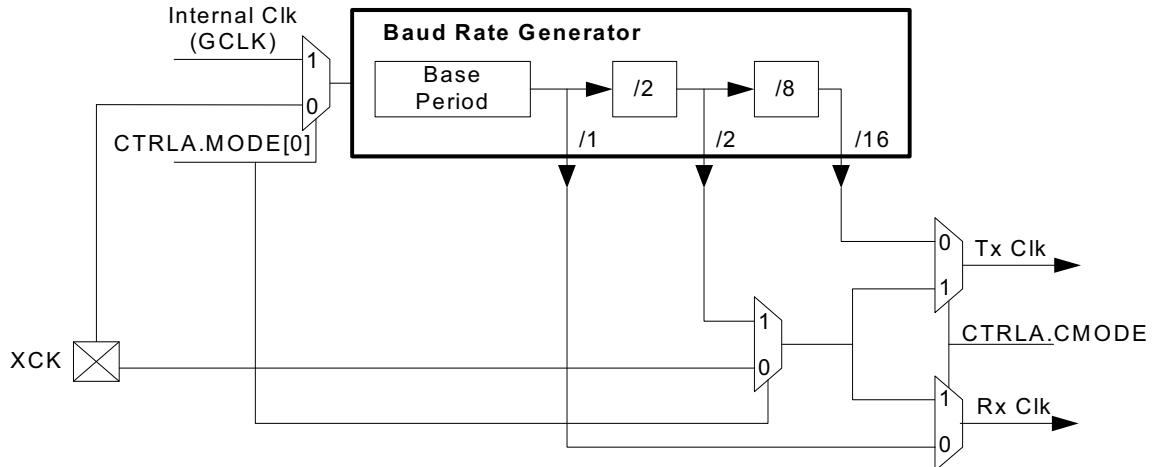 Internal Clk
(GCLK)
1
0
CTRLA.MODE[0]
Baud Rate Generator
Base
Period
/2
/8
/1
/2
/16
0
Tx Clk
1
1
0
XCK
CTRLA.CMODE
1
Rx Clk
0